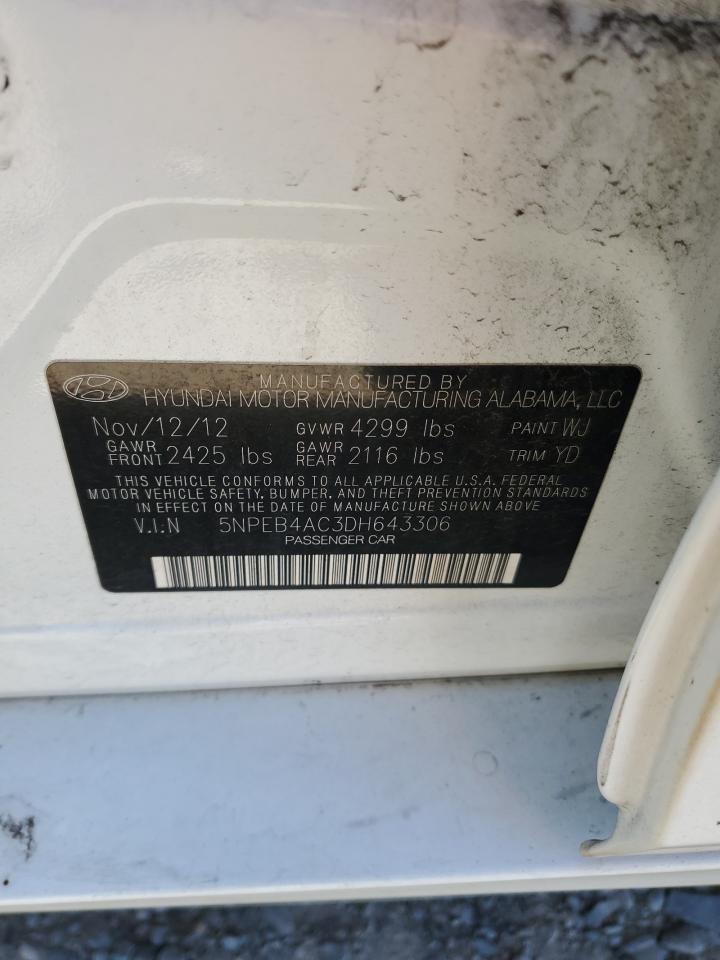 MANUFACTURED BY
HYUNDAI MOTOR MANUFACTURING ALABAMA, LLC
Nov/12/12 GVWR 4299 lbs PAINT WJ
GAWR FRONT 2425 lbs GAWR REAR 2116 lbs TRIM YD
THIS VEHICLE CONFORMS TO ALL APPLICABLE U.S.A. FEDERAL
MOTOR VEHICLE SAFETY, BUMPER, AND THEFT PREVENTION STANDARDS
IN EFFECT ON THE DATE OF MANUFACTURE SHOWN ABOVE
V.I.N 5NPEB4AC3DH643306
PASSENGER CAR